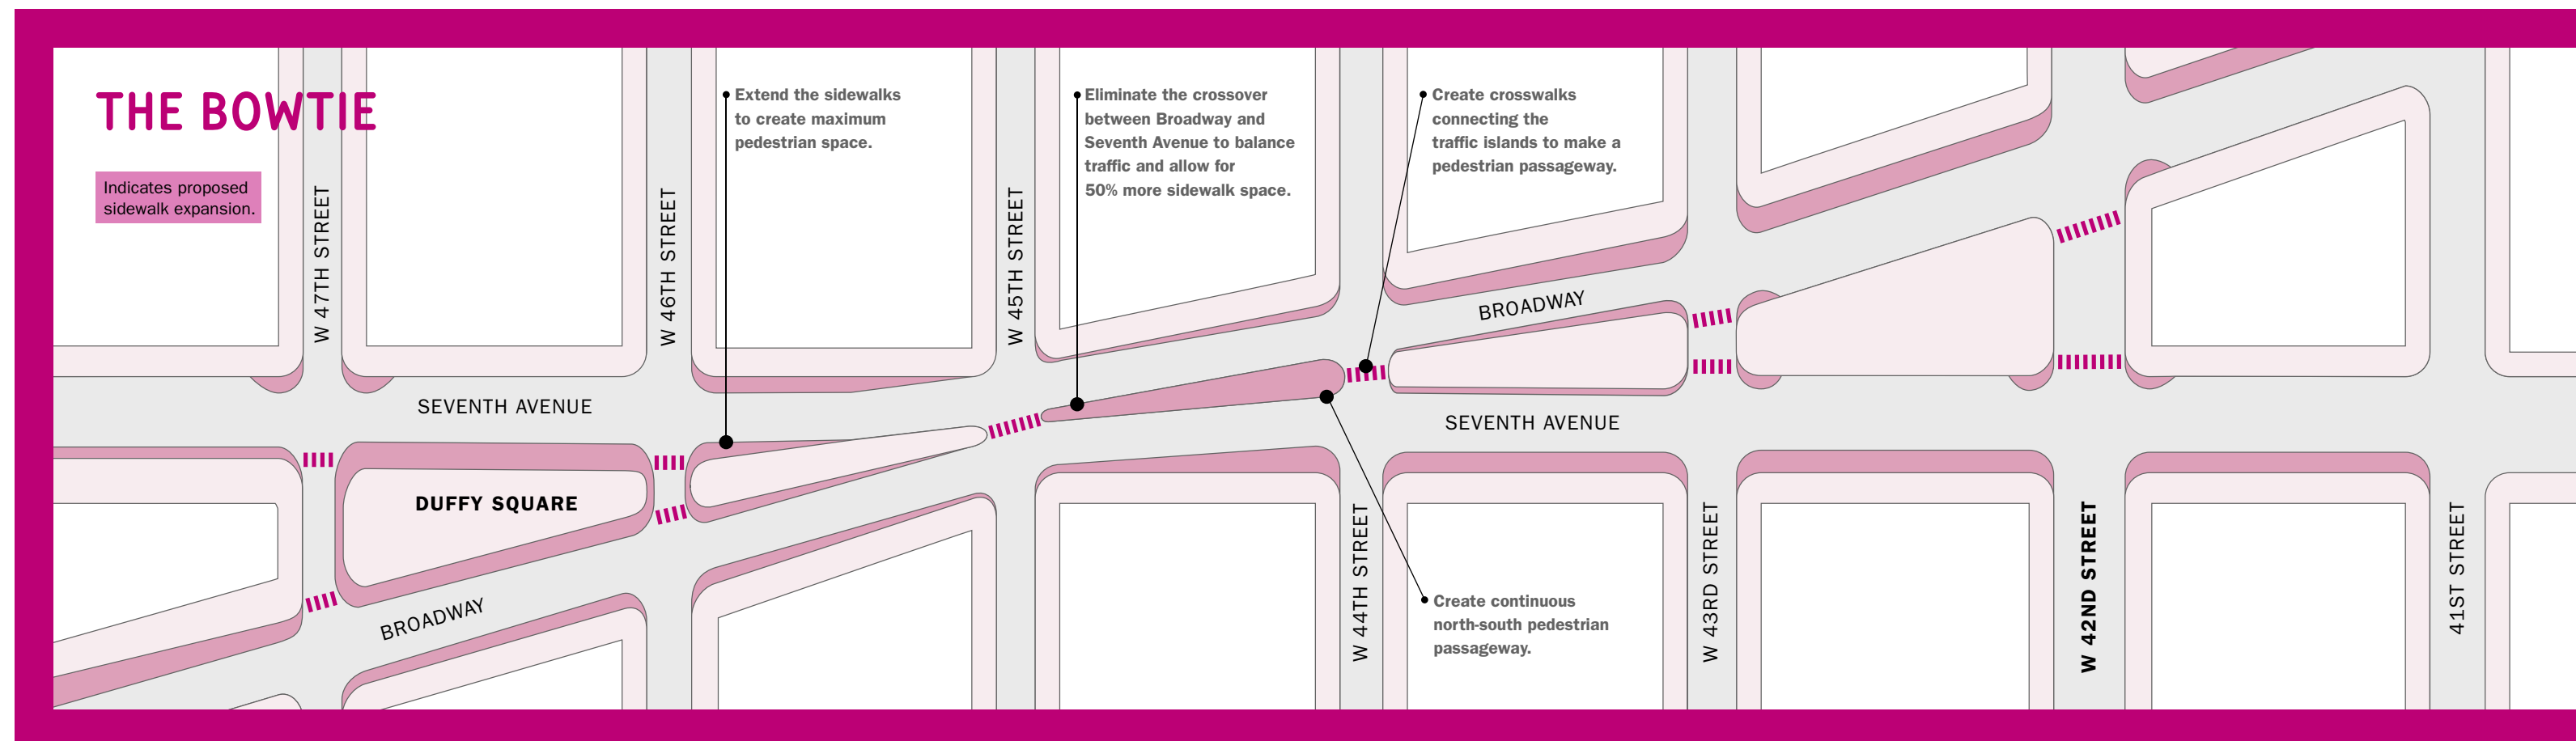 THE BOWTIE
Indicates proposed
sidewalk expansion.
W 47TH STREET
W 46TH STREET
Extend the sidewalks
to create maximum
pedestrian space.
W 45TH STREET
Eliminate the crossover
between Broadway and
Seventh Avenue to balance
traffic and allow for
50% more sidewalk space.
Create crosswalks
connecting the
traffic islands to make a
pedestrian passageway.
BROADWAY
SEVENTH AVENUE
SEVENTH AVENUE
DUFFY SQUARE
BROADWAY
W 44TH STREET
Create continuous
north-south pedestrian
passageway.
W 43RD STREET
W 42ND STREET
41ST STREET